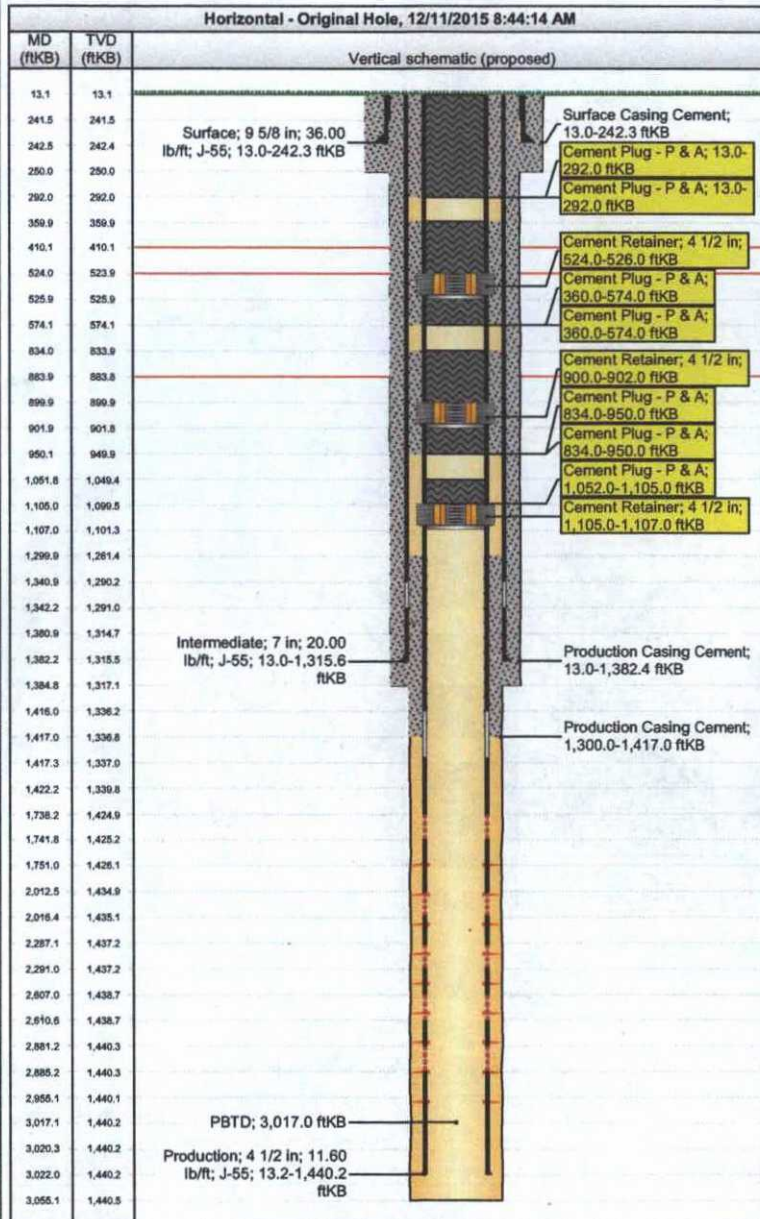 Horizontal - Original Hole, 12/11/2015 8:44:14 AM
MD (ftKB) TVD (ftKB) Vertical schematic (proposed)
13.1 13.1
241.5 241.5
242.5 242.4
250.0 250.0
292.0 292.0
359.9 359.9
410.1 410.1
524.0 523.9
525.9 525.9
574.1 574.1
834.0 833.9
883.9 883.8
899.9 899.9
901.9 901.8
950.1 949.9
1,051.8 1,049.4
1,105.0 1,099.5
1,107.0 1,101.3
1,299.9 1,261.4
1,340.9 1,290.2
1,342.2 1,291.0
1,380.9 1,314.7
1,382.2 1,315.5
1,384.8 1,317.1
1,416.0 1,336.2
1,417.0 1,336.8
1,417.3 1,337.0
1,422.2 1,339.8
1,738.2 1,424.9
1,741.8 1,425.2
1,751.0 1,426.1
2,012.5 1,434.9
2,016.4 1,435.1
2,287.1 1,437.2
2,291.0 1,437.2
2,607.0 1,438.7
2,610.6 1,438.7
2,881.2 1,440.3
2,885.2 1,440.3
2,955.1 1,440.1
3,017.1 1,440.2
3,020.3 1,440.2
3,022.0 1,440.2
3,055.1 1,440.5
Surface; 9 5/8 in; 36.00
lb/ft; J-55; 13.0-242.3 ftKB
Surface Casing Cement;
13.0-242.3 ftKB
Cement Plug - P & A; 13.0-
292.0 ftKB
Cement Plug - P & A; 13.0-
292.0 ftKB
Cement Retainer; 4 1/2 in;
524.0-526.0 ftKB
Cement Plug - P & A;
360.0-574.0 ftKB
Cement Plug - P & A;
360.0-574.0 ftKB
Cement Retainer; 4 1/2 in;
900.0-902.0 ftKB
Cement Plug - P & A;
834.0-950.0 ftKB
Cement Plug - P & A;
834.0-950.0 ftKB
Cement Plug - P & A;
1,052.0-1,105.0 ftKB
Cement Retainer; 4 1/2 in;
1,105.0-1,107.0 ftKB
Intermediate; 7 in; 20.00
lb/ft; J-55; 13.0-1,315.6
ftKB
Production Casing Cement;
13.0-1,382.4 ftKB
Production Casing Cement;
1,300.0-1,417.0 ftKB
PBTD; 3,017.0 ftKB
Production; 4 1/2 in; 11.60
lb/ft; J-55; 13.2-1,440.2
ftKB